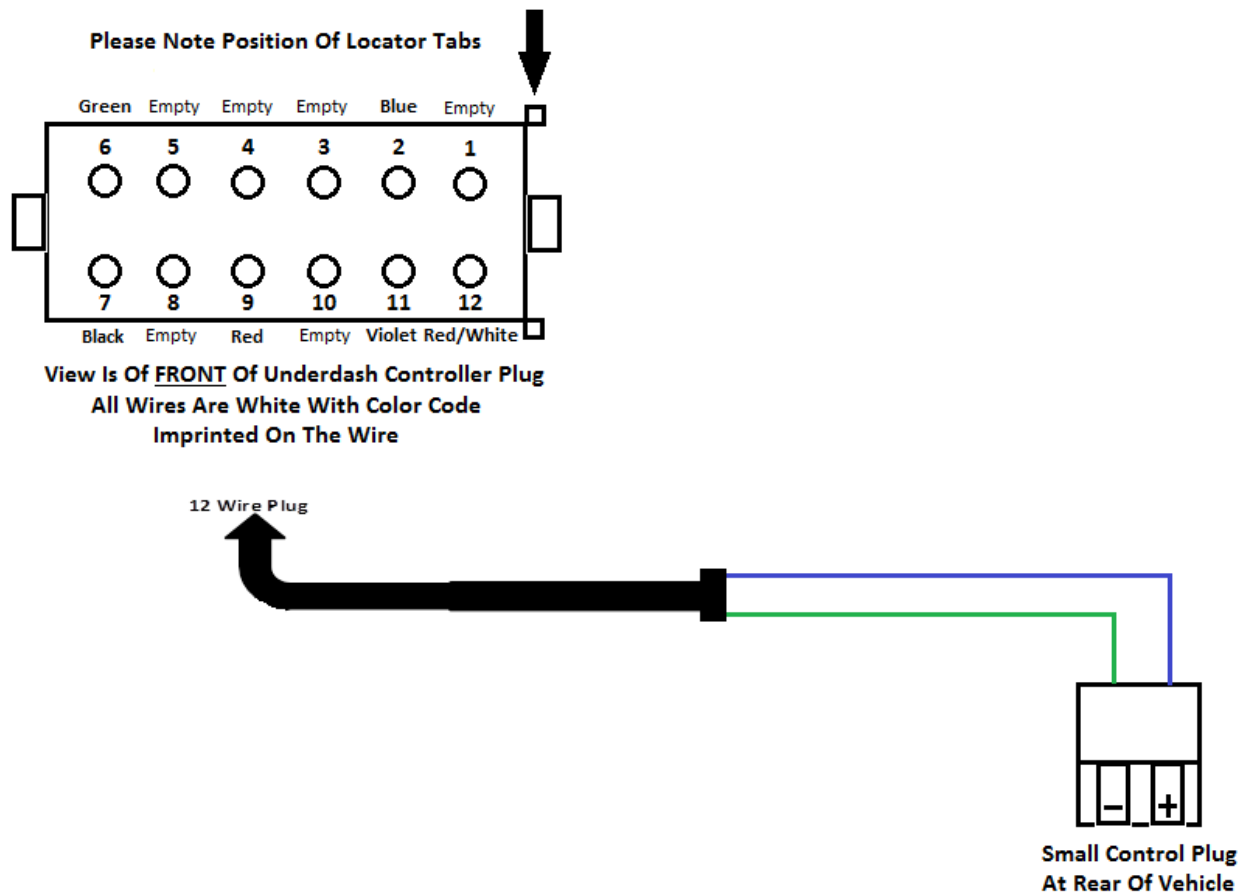 Please Note Position Of Locator Tabs
Green Empty Empty Empty Blue Empty
6 5 4 3 2 1
7 8 9 10 11 12
Black Empty Red Empty Violet Red/White
View Is Of FRONT Of Underdash Controller Plug
All Wires Are White With Color Code
Imprinted On The Wire
12 Wire Plug
− +
Small Control Plug
At Rear Of Vehicle